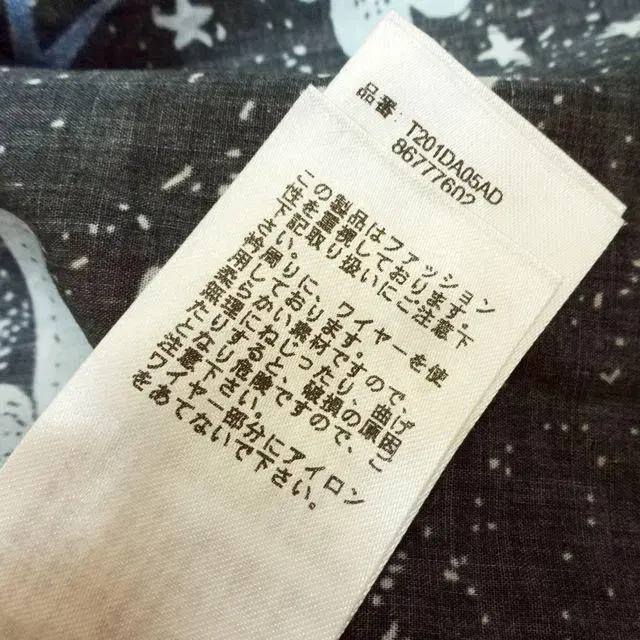 品番: T201DA05AD
86777602
この製品はファッション
性を重視しております。
下記取り扱いにご注意下
さい。
衿周りに、ワイヤーを使
用しております。
柔らかい素材ですので、
無理にねじったり、曲げ
たりすると、破損の原因
となり危険ですので、ご
注意下さい。
ワイヤー部分にアイロン
をあてないで下さい。